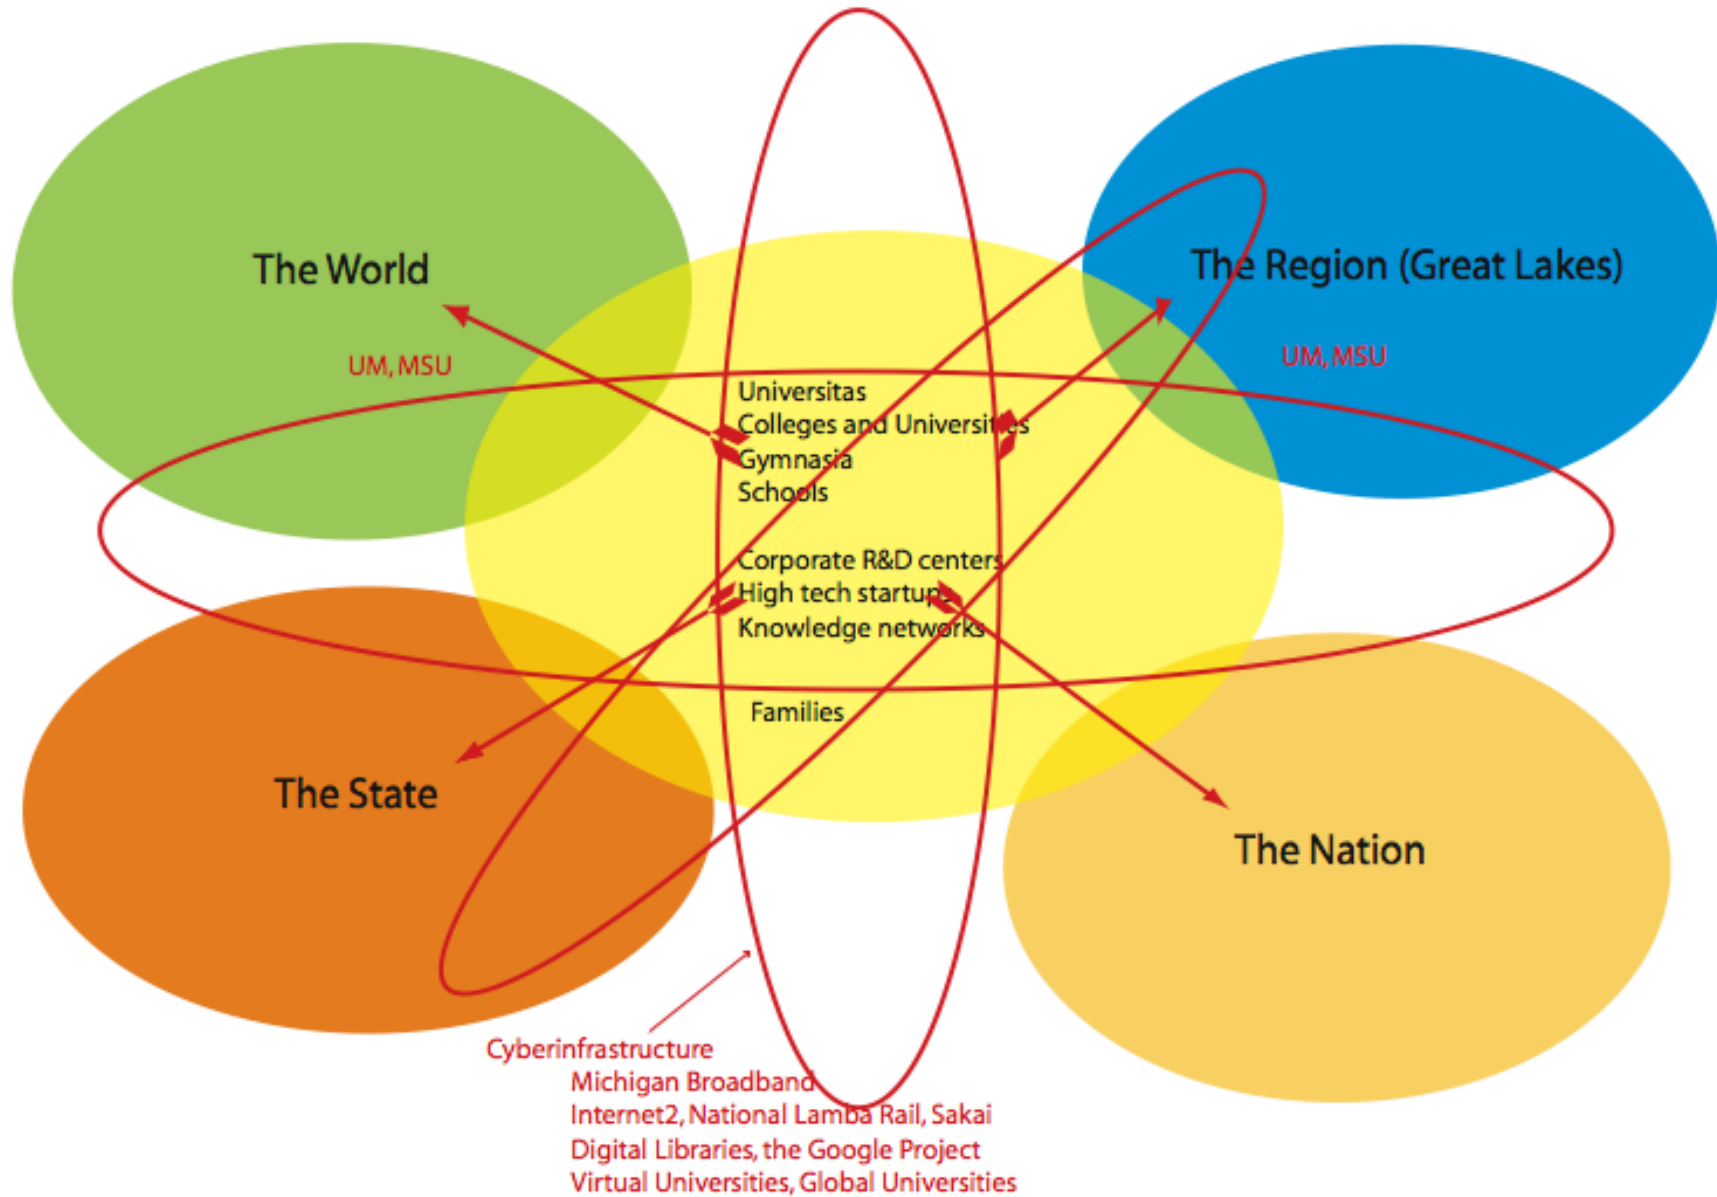 The World
The Region (Great Lakes)
UM, MSU
UM, MSU
Universitas
Colleges and Universities
Gymnasia
Schools
Corporate R&D centers
High tech startups
Knowledge networks
Families
The State
The Nation
Cyberinfrastructure
Michigan Broadband
Internet2, National Lamba Rail, Sakai
Digital Libraries, the Google Project
Virtual Universities, Global Universities